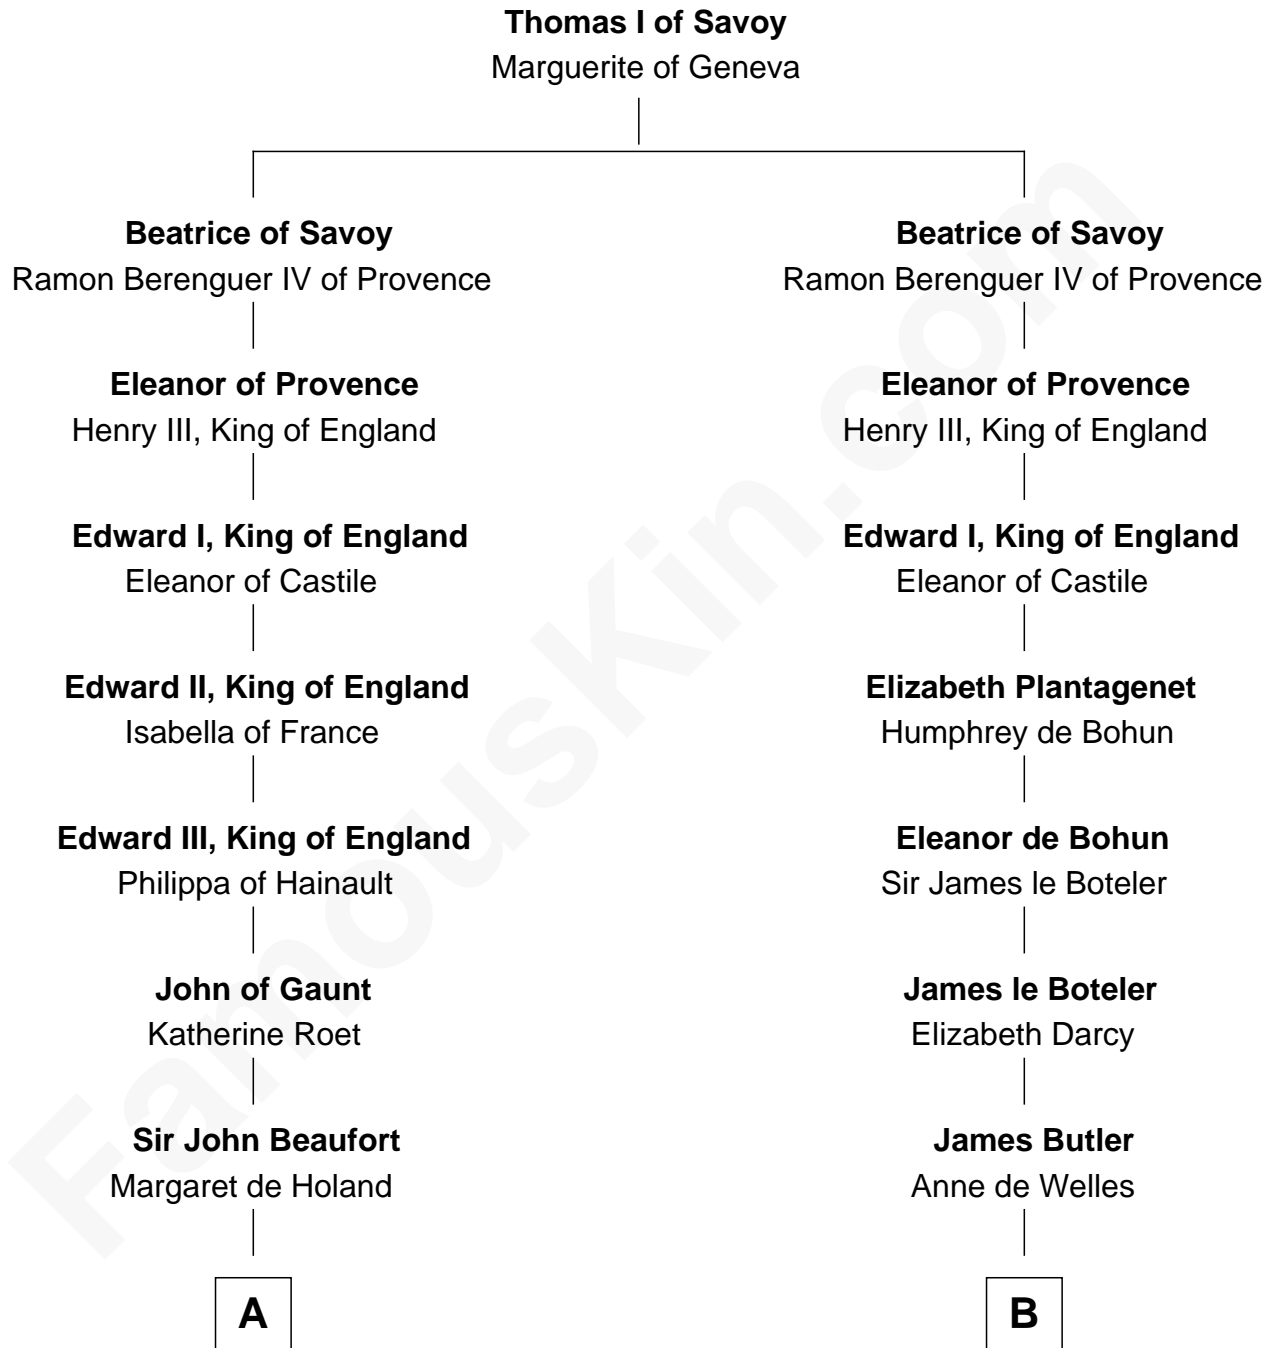 Thomas I of Savoy
Marguerite of Geneva
Beatrice of Savoy
Ramon Berenguer IV of Provence
Eleanor of Provence
Henry III, King of England
Edward I, King of England
Eleanor of Castile
Edward II, King of England
Isabella of France
Edward III, King of England
Philippa of Hainault
John of Gaunt
Katherine Roet
Sir John Beaufort
Margaret de Holand
A
Beatrice of Savoy
Ramon Berenguer IV of Provence
Eleanor of Provence
Henry III, King of England
Edward I, King of England
Eleanor of Castile
Elizabeth Plantagenet
Humphrey de Bohun
Eleanor de Bohun
Sir James le Boteler
James le Boteler
Elizabeth Darcy
James Butler
Anne de Welles
B
FamousKin.com